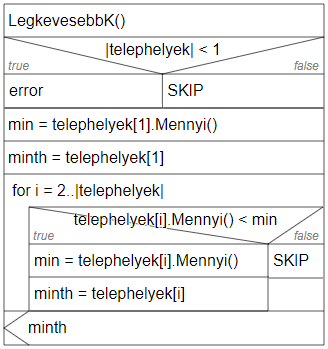 LegkevesebbK()
|telephelyek| < 1
true
false
error
SKIP
min = telephelyek[1].Mennyi()
minth = telephelyek[1]
for i = 2..|telephelyek|
telephelyek[i].Mennyi() < min
true
false
min = telephelyek[i].Mennyi()
SKIP
minth = telephelyek[i]
minth